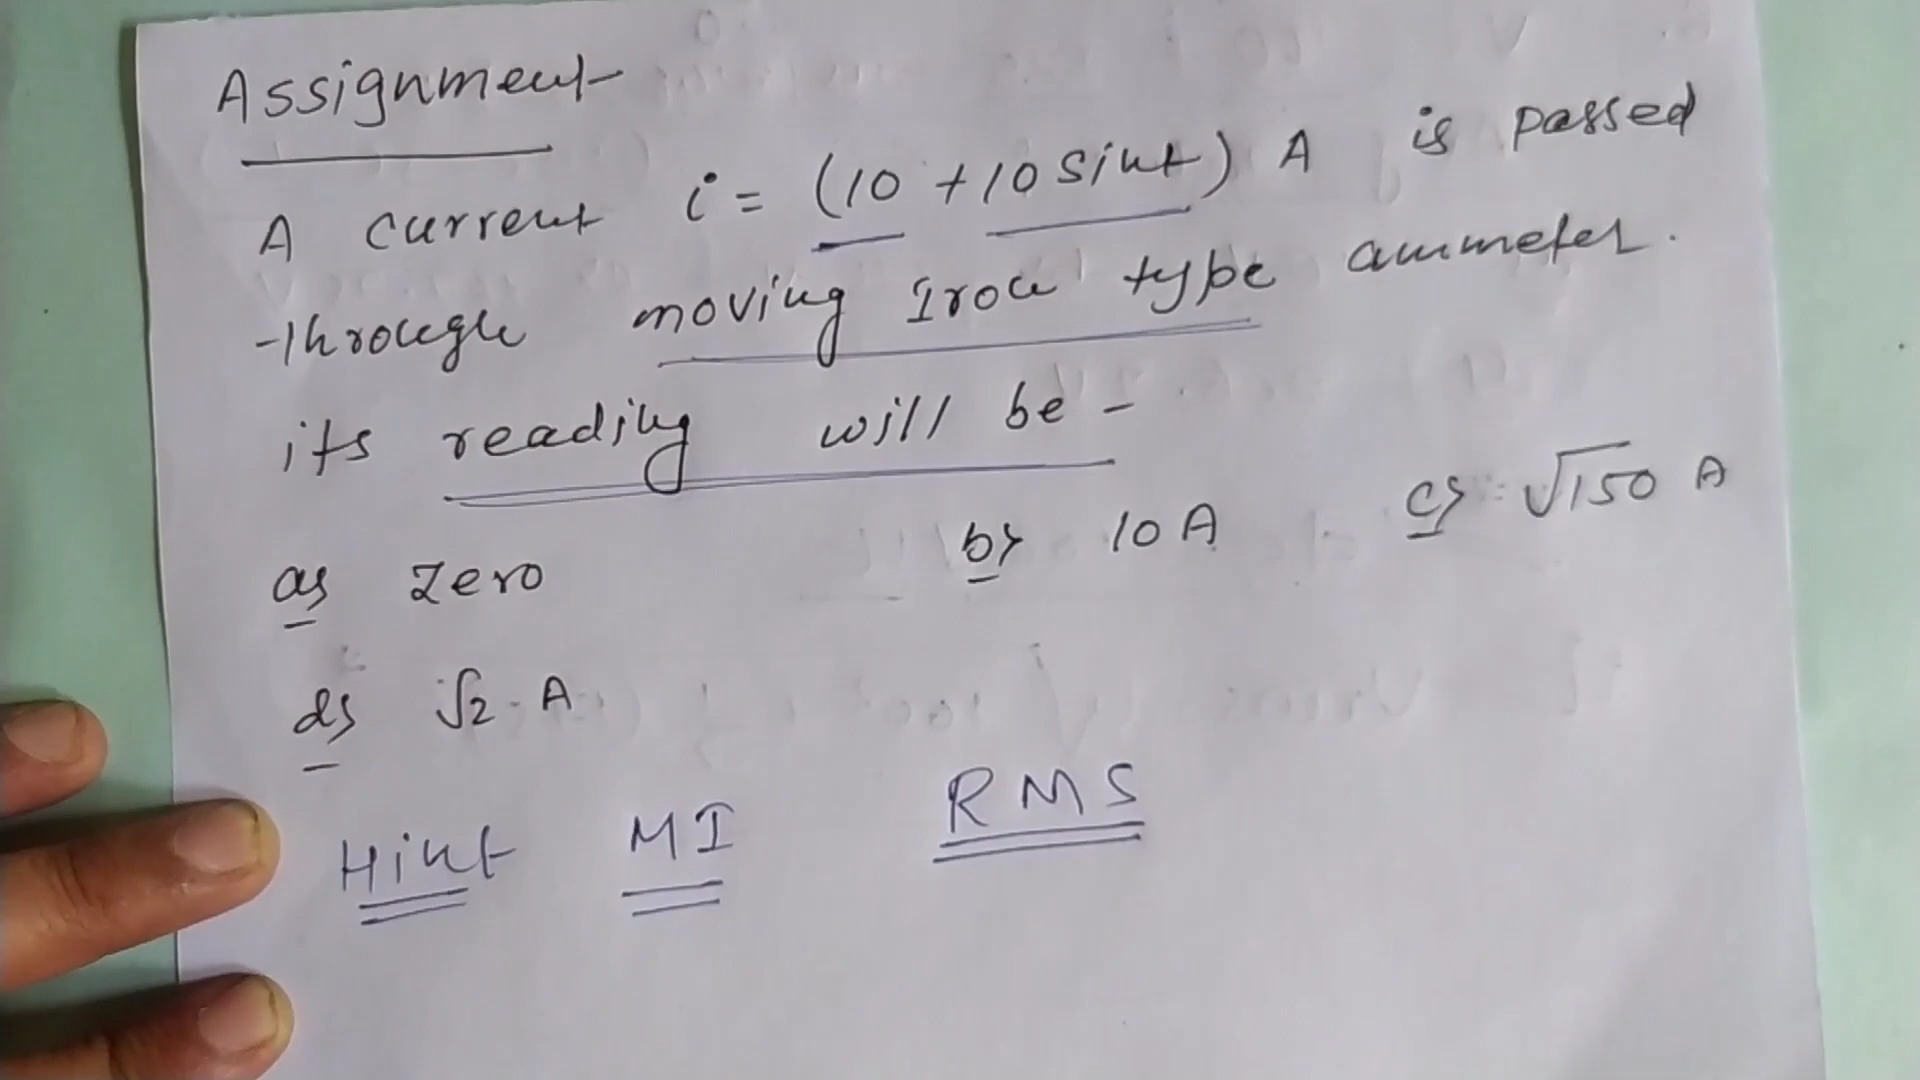 Assignment
A current i = (10 + 10 sint) A is passed
through moving Iron type ammeter.
its reading will be -
a) Zero b) 10 A c) √150 A
d) √2 A
Hint MI RMS